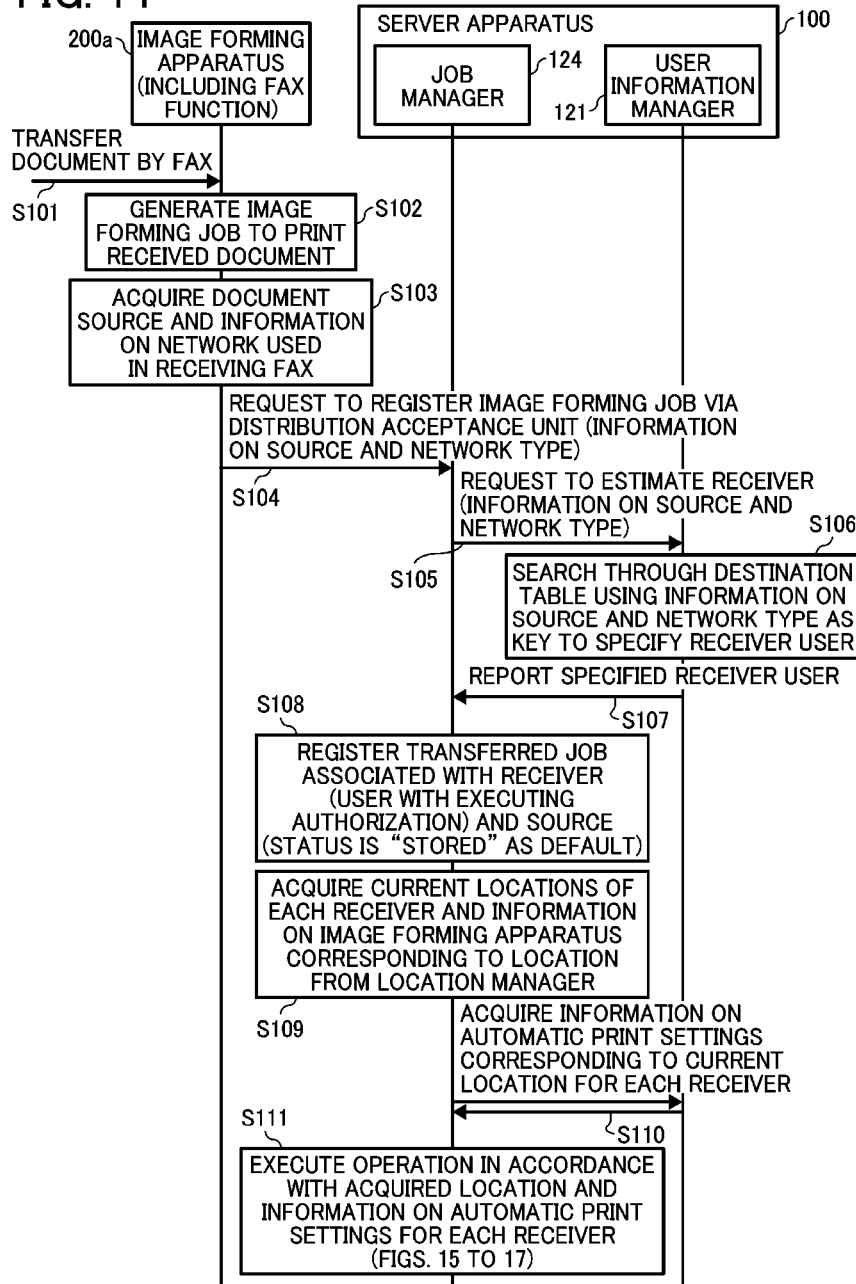 200a
IMAGE FORMING
APPARATUS
(INCLUDING FAX
FUNCTION)
SERVER APPARATUS
100
JOB
MANAGER
124
USER
INFORMATION
MANAGER
121
TRANSFER
DOCUMENT BY FAX
S101
GENERATE IMAGE
FORMING JOB TO PRINT
RECEIVED DOCUMENT
S102
ACQUIRE DOCUMENT
SOURCE AND INFORMATION
ON NETWORK USED
IN RECEIVING FAX
S103
REQUEST TO REGISTER IMAGE FORMING JOB VIA
DISTRIBUTION ACCEPTANCE UNIT (INFORMATION
ON SOURCE AND NETWORK TYPE)
S104
REQUEST TO ESTIMATE RECEIVER
(INFORMATION ON SOURCE AND
NETWORK TYPE)
S105
S106
SEARCH THROUGH DESTINATION
TABLE USING INFORMATION ON
SOURCE AND NETWORK TYPE AS
KEY TO SPECIFY RECEIVER USER
REPORT SPECIFIED RECEIVER USER
S107
S108
REGISTER TRANSFERRED JOB
ASSOCIATED WITH RECEIVER
(USER WITH EXECUTING
AUTHORIZATION) AND SOURCE
(STATUS IS “STORED” AS DEFAULT)
ACQUIRE CURRENT LOCATIONS OF
EACH RECEIVER AND INFORMATION
ON IMAGE FORMING APPARATUS
CORRESPONDING TO LOCATION
FROM LOCATION MANAGER
S109
ACQUIRE INFORMATION ON
AUTOMATIC PRINT SETTINGS
CORRESPONDING TO CURRENT
LOCATION FOR EACH RECEIVER
S110
S111
EXECUTE OPERATION IN ACCORDANCE
WITH ACQUIRED LOCATION AND
INFORMATION ON AUTOMATIC PRINT
SETTINGS FOR EACH RECEIVER
(FIGS. 15 TO 17)